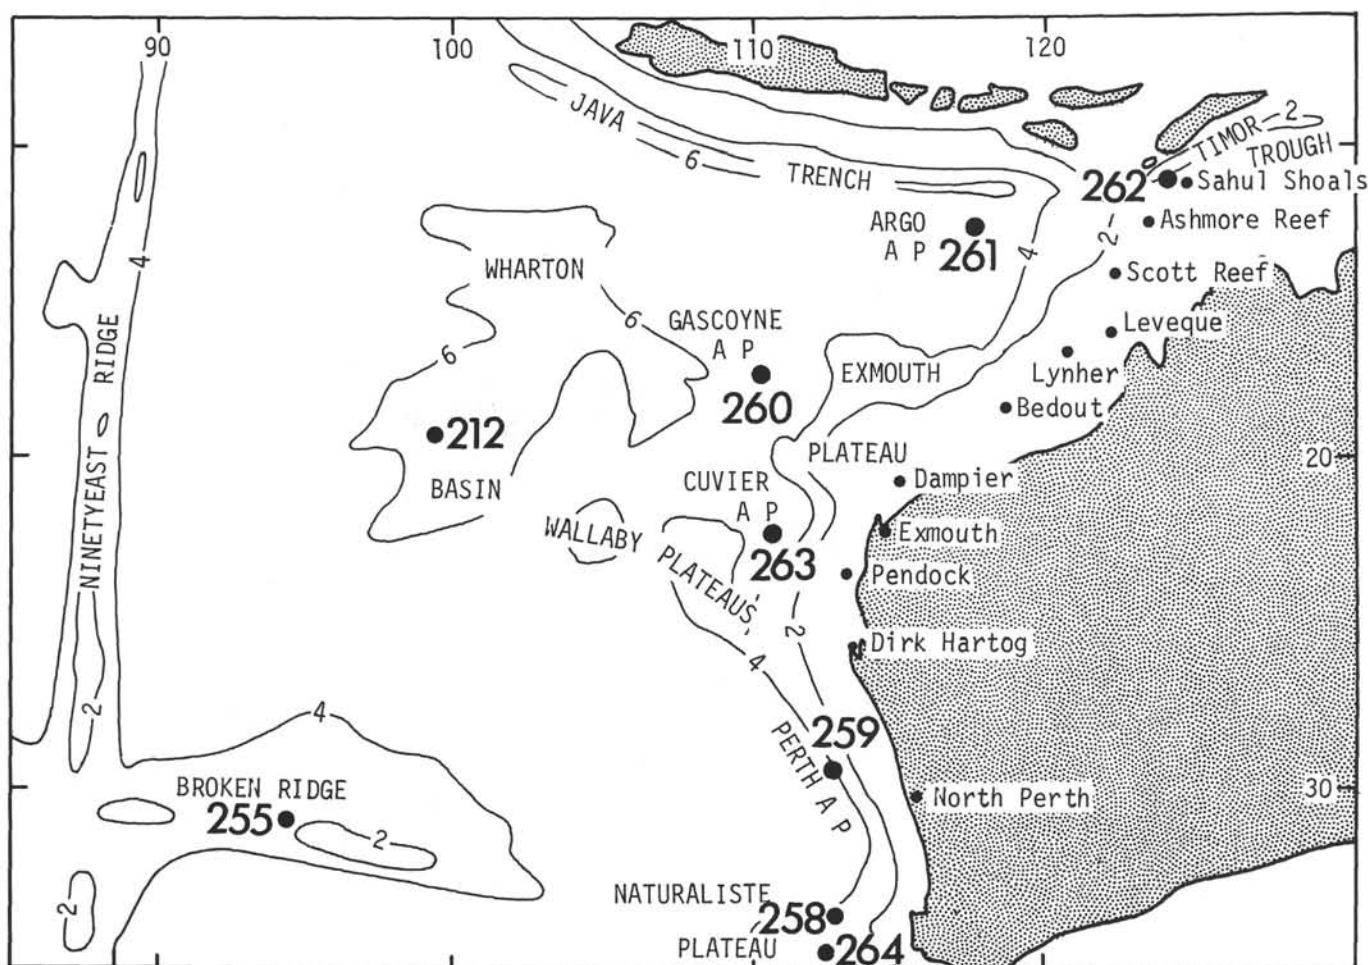 90
100
110
120
JAVA
6
TRENCH
TIMOR
2
TROUGH
262
Sahul Shoals
Ashmore Reef
ARGO
A P
261
4
2
4
WHARTON
Scott Reef
6
GASCOYNE
A P
Leveque
6
EXMOUTH
Lynher
260
Bedout
NINETYEAST RIDGE
212
PLATEAU
20
BASIN
CUVIER
A P
Dampier
WALLABY
PLATEAUS
263
Exmouth
Pendock
2
Dirk Hartog
4
2
4
259
PERTH A P
BROKEN RIDGE
255
2
North Perth
30
2
NATURALISTE
258
PLATEAU
264